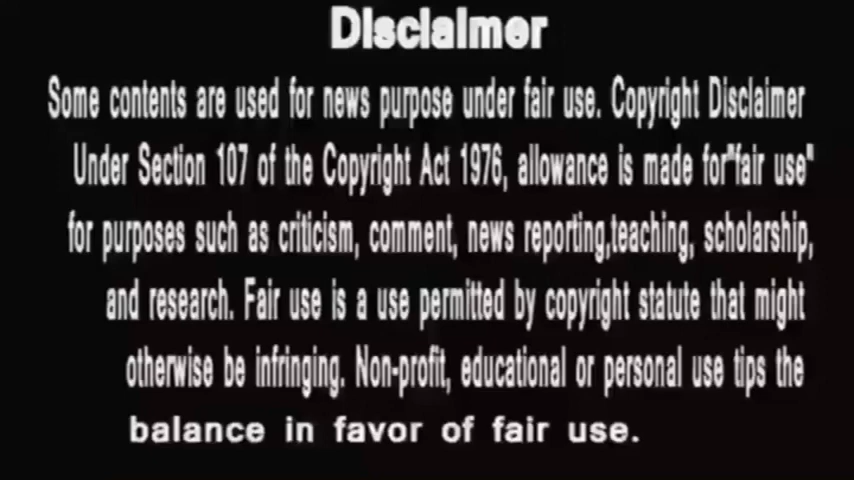 Disclaimer
Some contents are used for news purpose under fair use. Copyright Disclaimer
Under Section 107 of the Copyright Act 1976, allowance is made for"fair use"
for purposes such as criticism, comment, news reporting,teaching, scholarship,
and research. Fair use is a use permitted by copyright statute that might
otherwise be infringing. Non-profit, educational or personal use tips the
balance in favor of fair use.